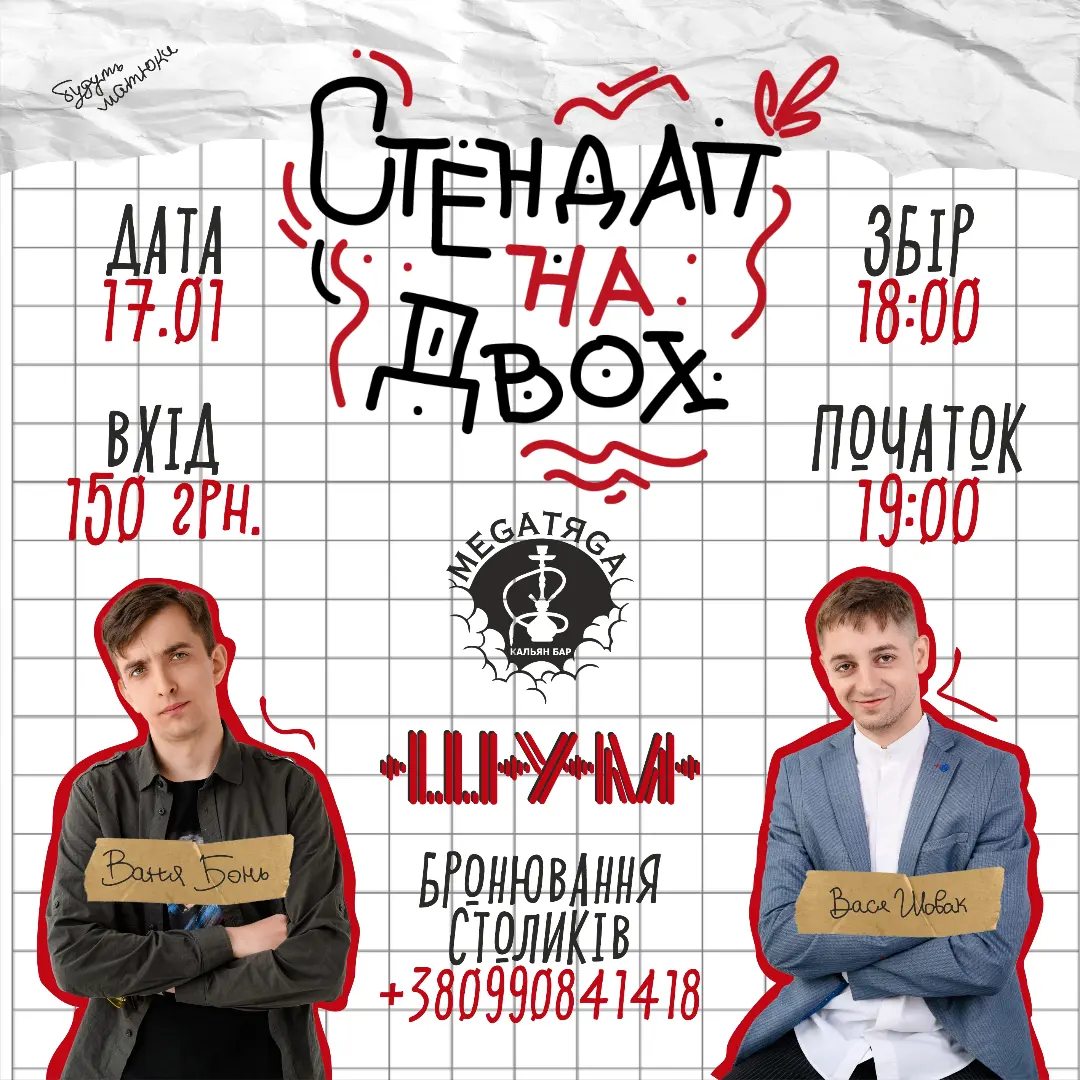 будуть
матюки
Стендап
на
двох
ДАТА
17.01
ЗБІР
18:00
ВХІД
150 грн.
ПОЧАТОК
19:00
MEGATЯGA
КАЛЬЯН БАР
ШУМ
Ваня Бонь
Вася Шовак
БРОНЮВАННЯ
СТОЛИКІВ
+380990841418